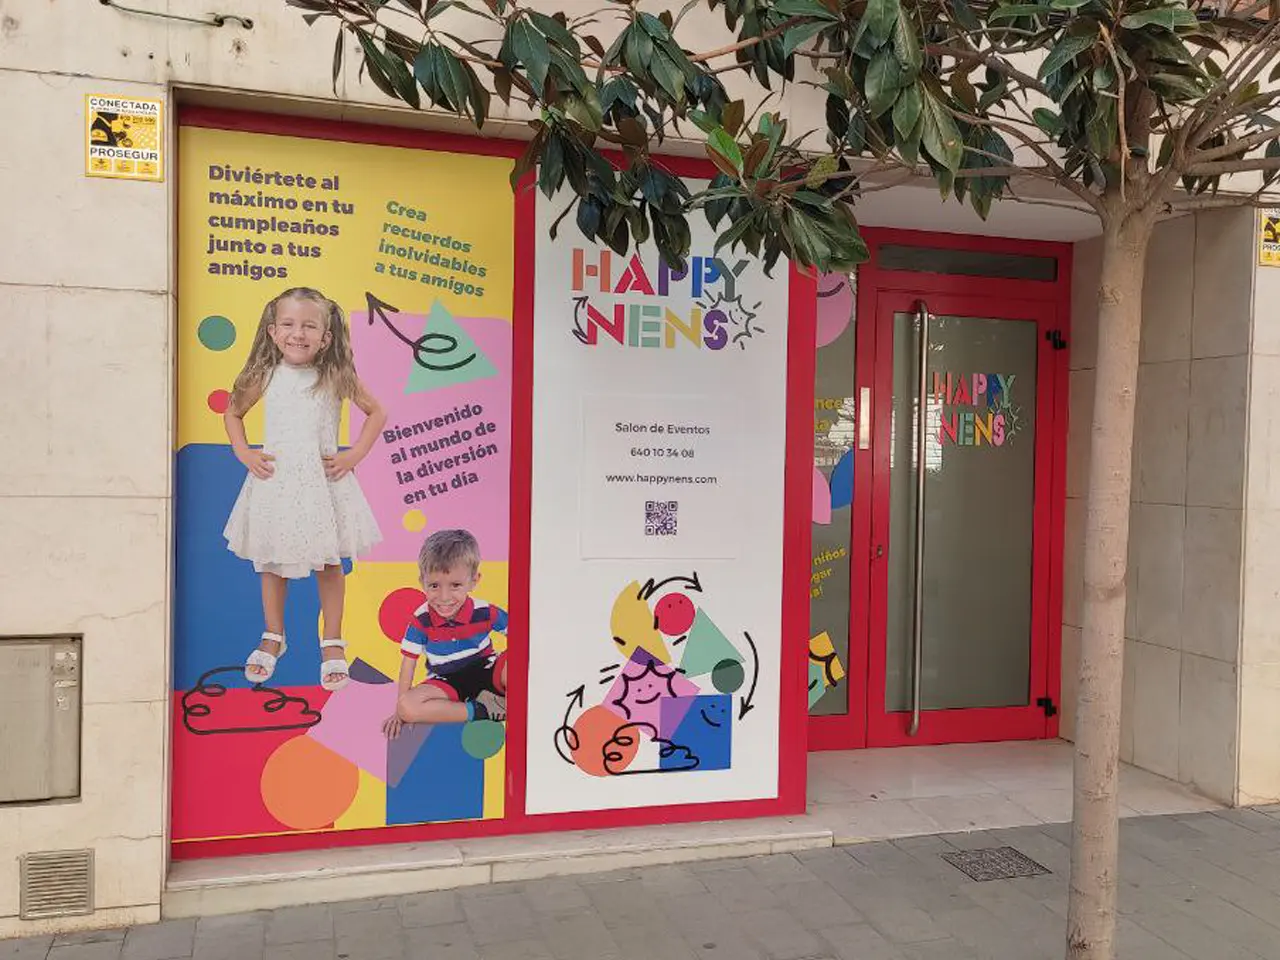 CONECTADA
PROSEGUR
Diviértete al
máximo en tu
cumpleaños
junto a tus
amigos
Crea
recuerdos
inolvidables
a tus amigos
Bienvenido
al mundo de
la diversión
en tu día
HAPPY
NENS
Salon de Eventos
640 10 34 08
www.happynens.com
HAPPY
NENS
niños